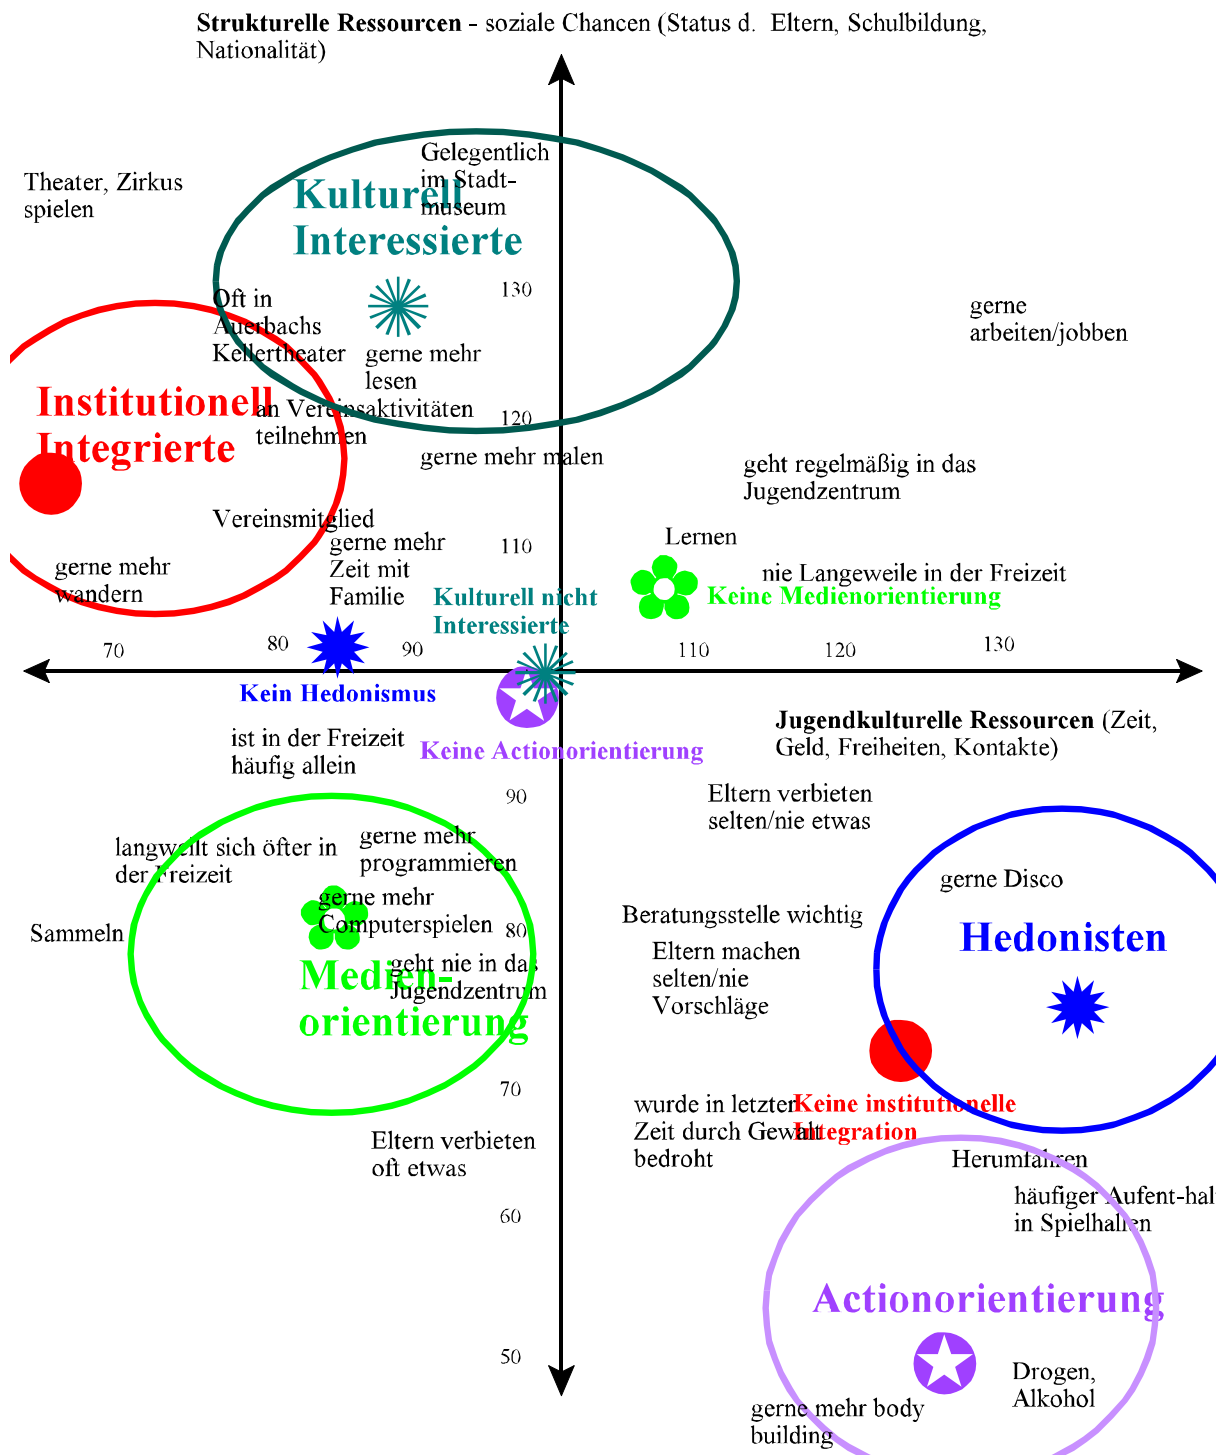 Strukturelle Ressourcen - soziale Chancen (Status d. Eltern, Schulbildung,
Nationalität)
Gelegentlich
im Stadt-
museum
Theater, Zirkus
spielen
Kulturell
Interessierte
130
Oft in
Auerbachs
Kellertheater
gerne
arbeiten/jobben
gerne mehr
lesen
Institutionell
Integrierte
an Vereinsaktivitäten
teilnehmen
120
gerne mehr malen
geht regelmäßig in das
Jugendzentrum
Vereinsmitglied
gerne mehr
Zeit mit
Familie
110
Lernen
gerne mehr
wandern
nie Langeweile in der Freizeit
Keine Medienorientierung
Kulturell nicht
Interessierte
70
80
90
110
120
130
Kein Hedonismus
Jugendkulturelle Ressourcen (Zeit,
Geld, Freiheiten, Kontakte)
ist in der Freizeit
häufig allein
Keine Actionorientierung
90
Eltern verbieten
selten/nie etwas
langweilt sich öfter in
der Freizeit
gerne mehr
programmieren
gerne Disco
gerne mehr
Computerspielen
Beratungsstelle wichtig
Sammeln
80
Hedonisten
Eltern machen
selten/nie
Vorschläge
geht nie in das
Jugendzentrum
Medien-
orientierung
70
wurde in letzter
Zeit durch Gewalt
bedroht
Keine institutionelle
Integration
Eltern verbieten
oft etwas
Herumfahren
häufiger Aufent-hal
in Spielhallen
60
Actionorientierung
50
Drogen,
Alkohol
gerne mehr body
building